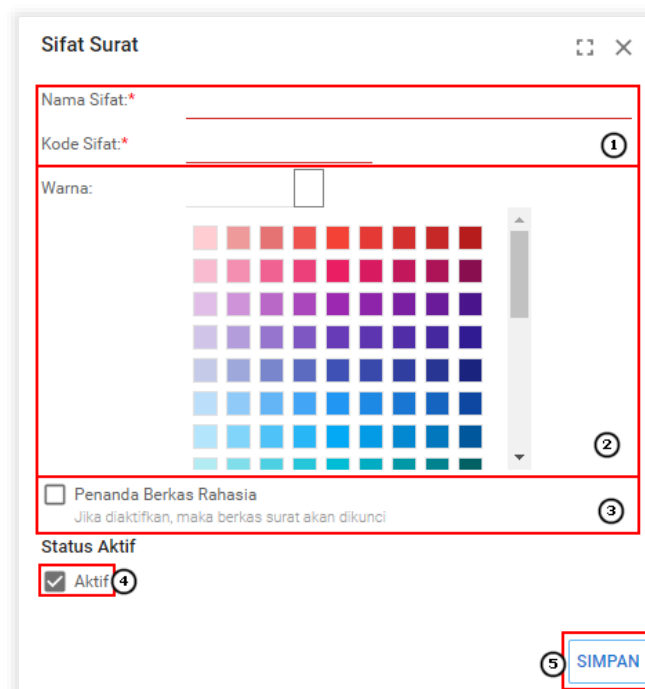 Sifat Surat
Nama Sifat:*
Kode Sifat:*
1
Warna:
2
Penanda Berkas Rahasia
Jika diaktifkan, maka berkas surat akan dikunci
3
Status Aktif
Aktif 4
5 SIMPAN